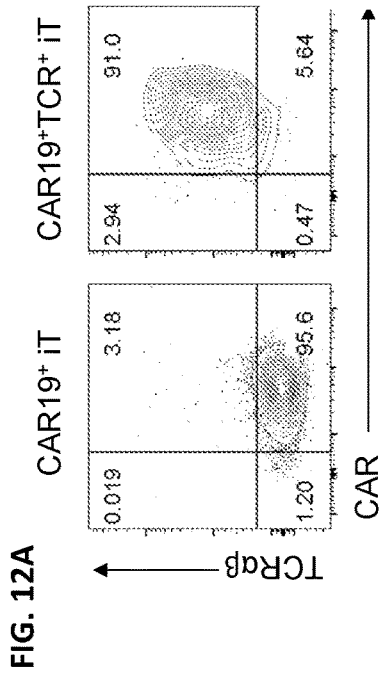 FIG. 12A
CAR19⁺ iT
CAR19⁺TCR⁺ iT
0.019
3.18
2.94
91.0
1.20
95.6
0.47
5.64
TCRαβ
CAR